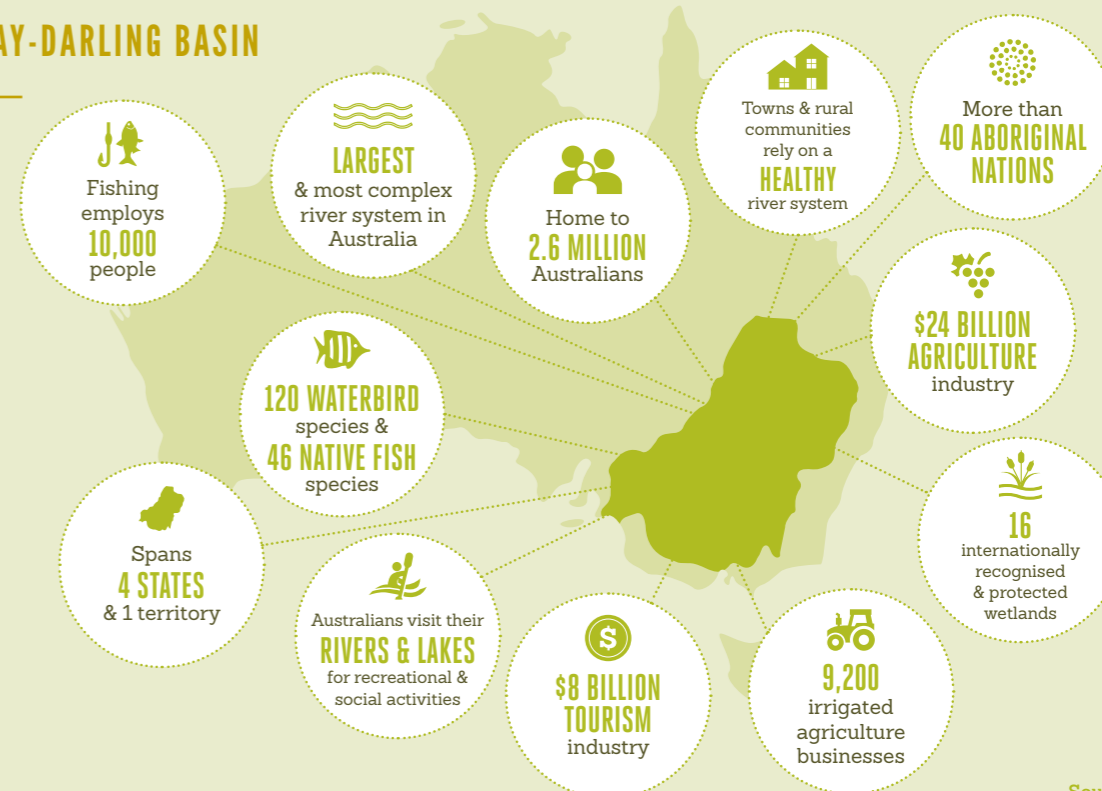 AY-DARLING BASIN
Fishing
employs
10,000
people
LARGEST
& most complex
river system in
Australia
Home to
2.6 MILLION
Australians
Towns & rural
communities
rely on a
HEALTHY
river system
More than
40 ABORIGINAL
NATIONS
$24 BILLION
AGRICULTURE
industry
120 WATERBIRD
species &
46 NATIVE FISH
species
16
internationally
recognised
& protected
wetlands
Spans
4 STATES
& 1 territory
Australians visit their
RIVERS & LAKES
for recreational &
social activities
$8 BILLION
TOURISM
industry
9,200
irrigated
agriculture
businesses